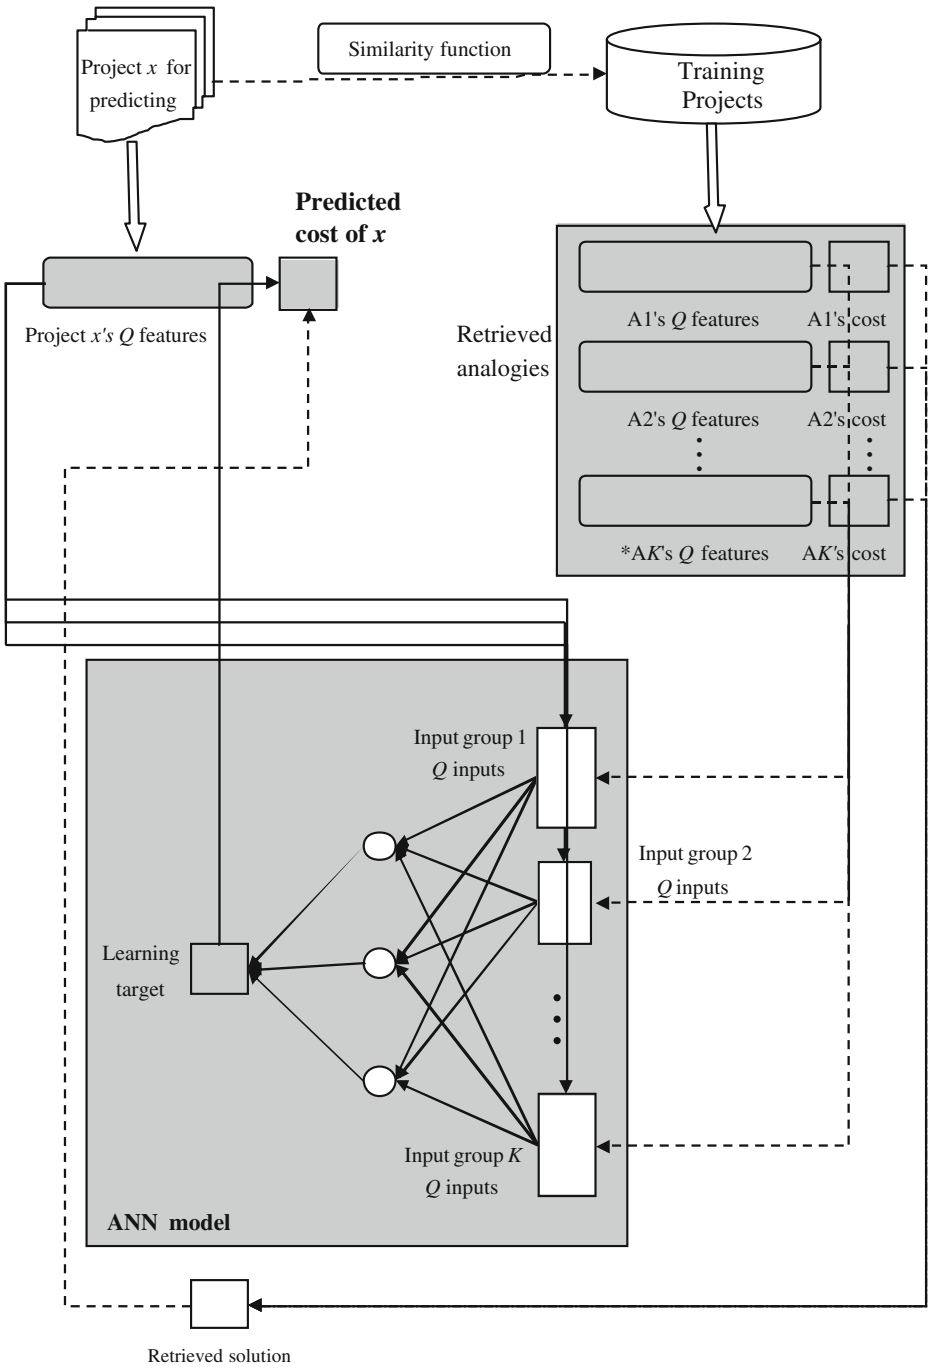 Project x for
predicting
Similarity function
Training
Projects
Predicted
cost of x
Project x's Q features
Retrieved
analogies
A1's Q features
A1's cost
A2's Q features
A2's cost
*AK's Q features
AK's cost
Input group 1
Q inputs
Input group 2
Q inputs
Learning
target
Input group K
Q inputs
ANN model
Retrieved solution